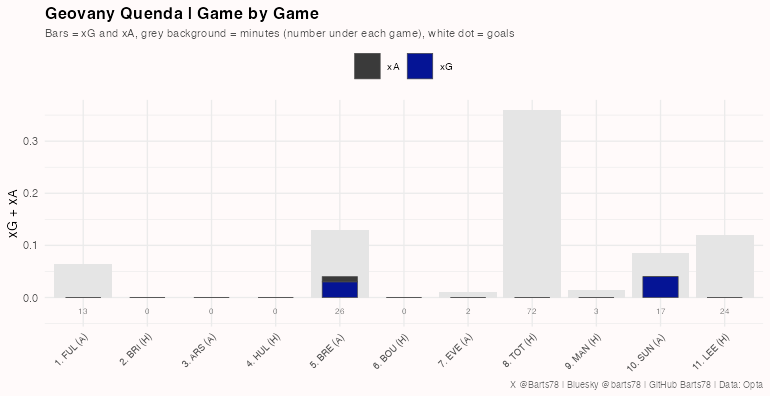 Geovany Quenda | Game by Game
Bars = xG and xA, grey background = minutes (number under each game), white dot = goals
xA xG
xG + xA
0.3
0.2
0.1
0.0
13 0 0 0 26 0 2 72 3 17 24
1. FUL (A) 2. BRI (H) 3. ARS (A) 4. HUL (H) 5. BRE (A) 6. BOU (H) 7. EVE (A) 8. TOT (H) 9. MAN (H) 10. SUN (A) 11. LEE (H)
X @Barts78 | Bluesky @barts78 | GitHub Barts78 | Data: Opta